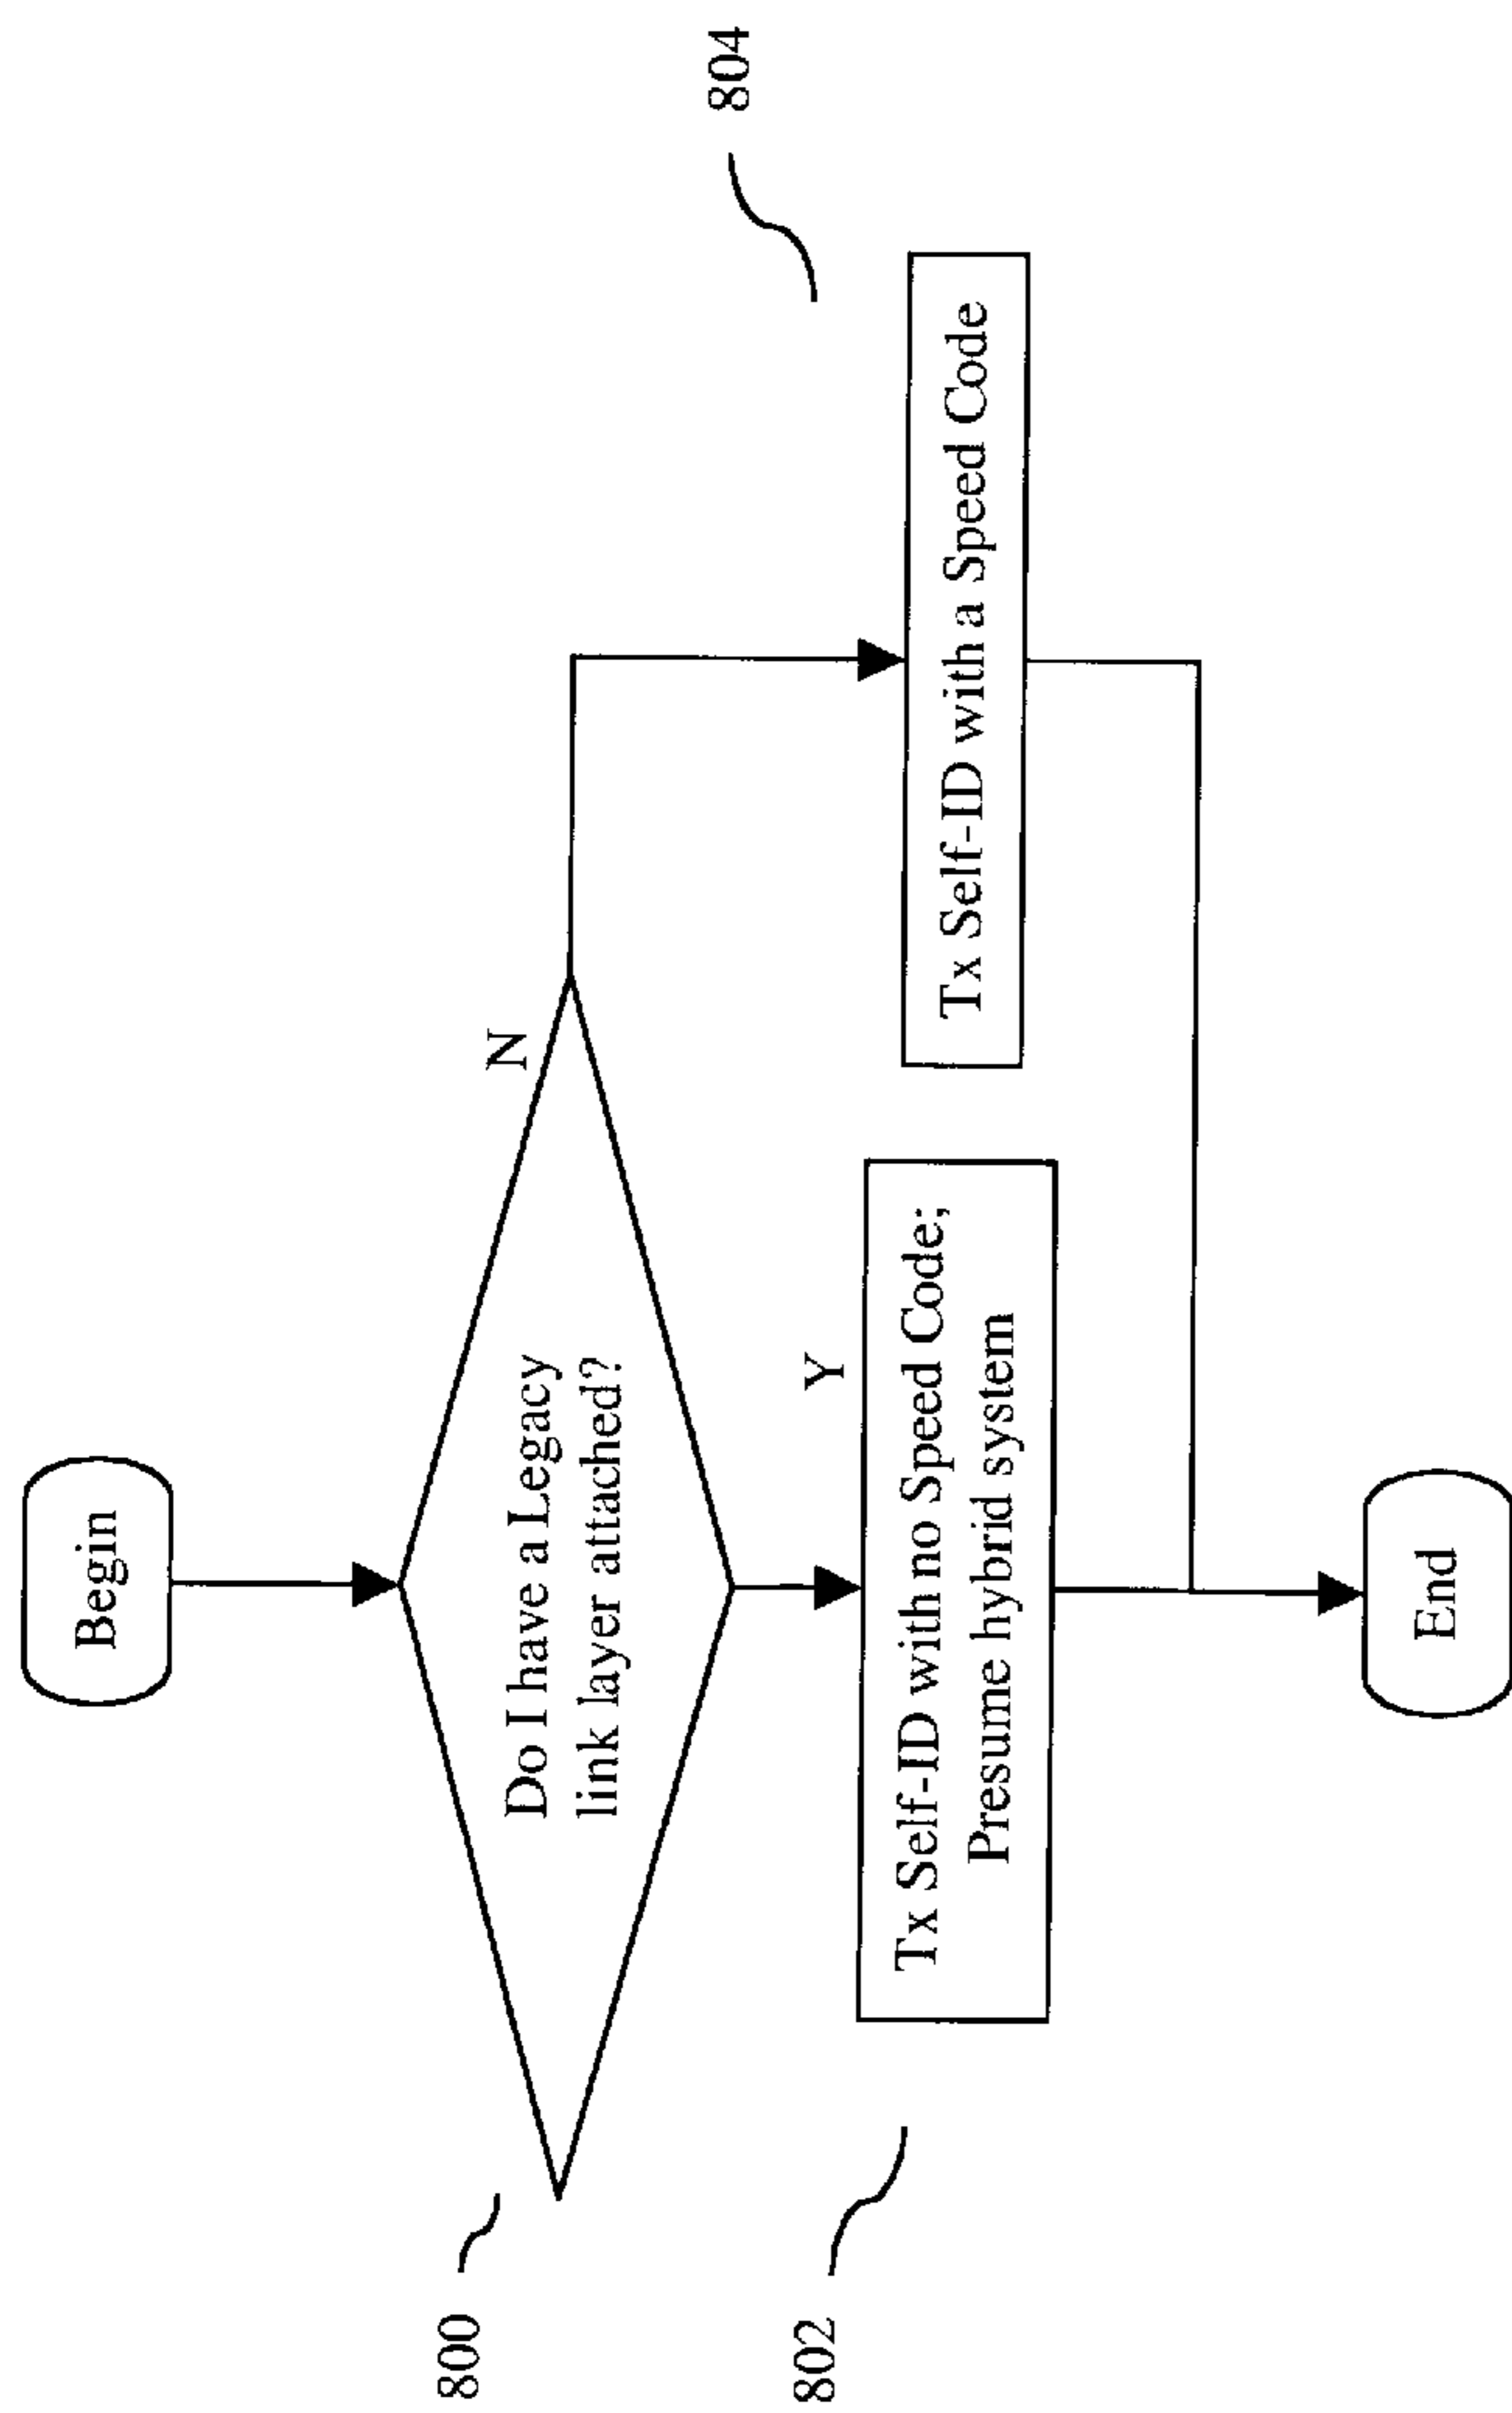 Begin
800
Do I have a Legacy
link layer attached?
N
Y
802
Tx Self-ID with no Speed Code;
Presume hybrid system
804
Tx Self-ID with a Speed Code
End